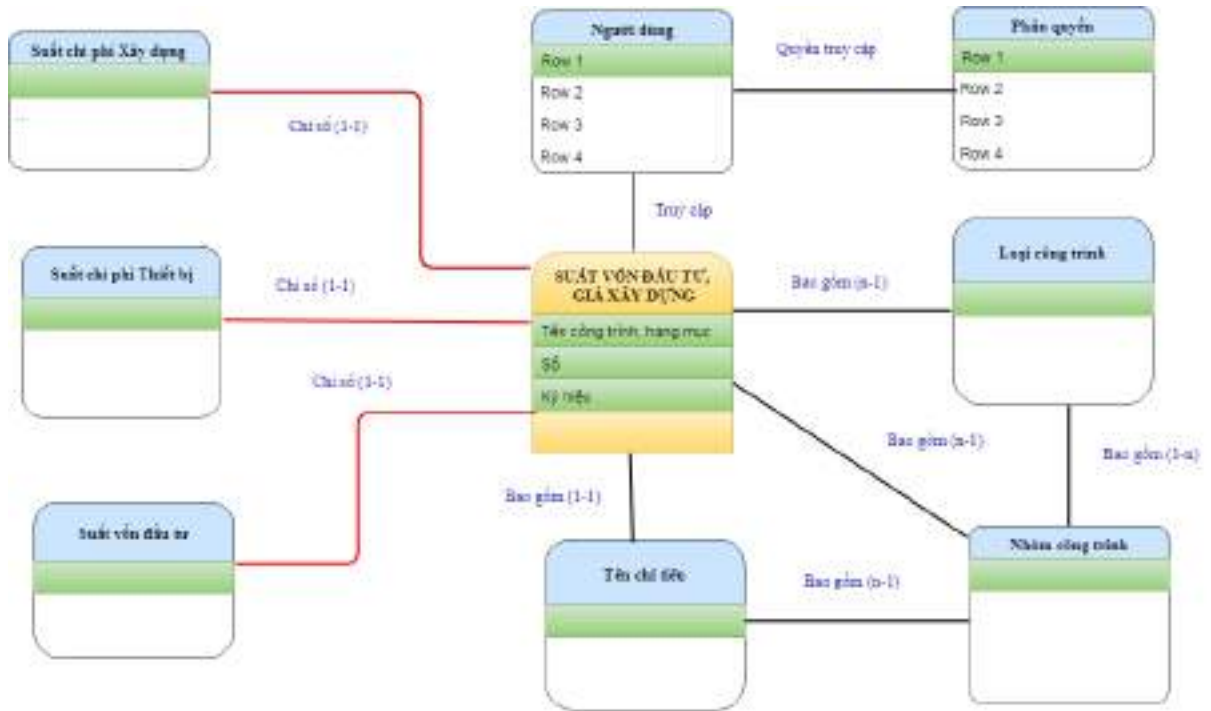 Suất chi phí Xây dựng
Người dùng
Row 1
Row 2
Row 3
Row 4
Quyền truy cập
Phân quyền
Row 1
Row 2
Row 3
Row 4
Chỉ số (1-1)
Truy cập
Suất chi phí Thiết bị
Chỉ số (1-1)
SUẤT VỐN ĐẦU TƯ,
GIÁ XÂY DỰNG
Tên công trình, hạng mục
Số
Ký hiệu
Bao gồm (n-1)
Loại công trình
Chỉ số (1-1)
Bao gồm (n-1)
Bao gồm (1-n)
Bao gồm (1-1)
Suất vốn đầu tư
Tên chỉ tiêu
Bao gồm (n-1)
Nhóm công trình